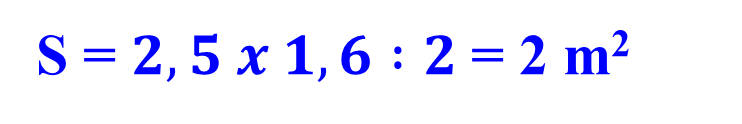 S = 2, 5 x 1, 6 : 2 = 2 m²